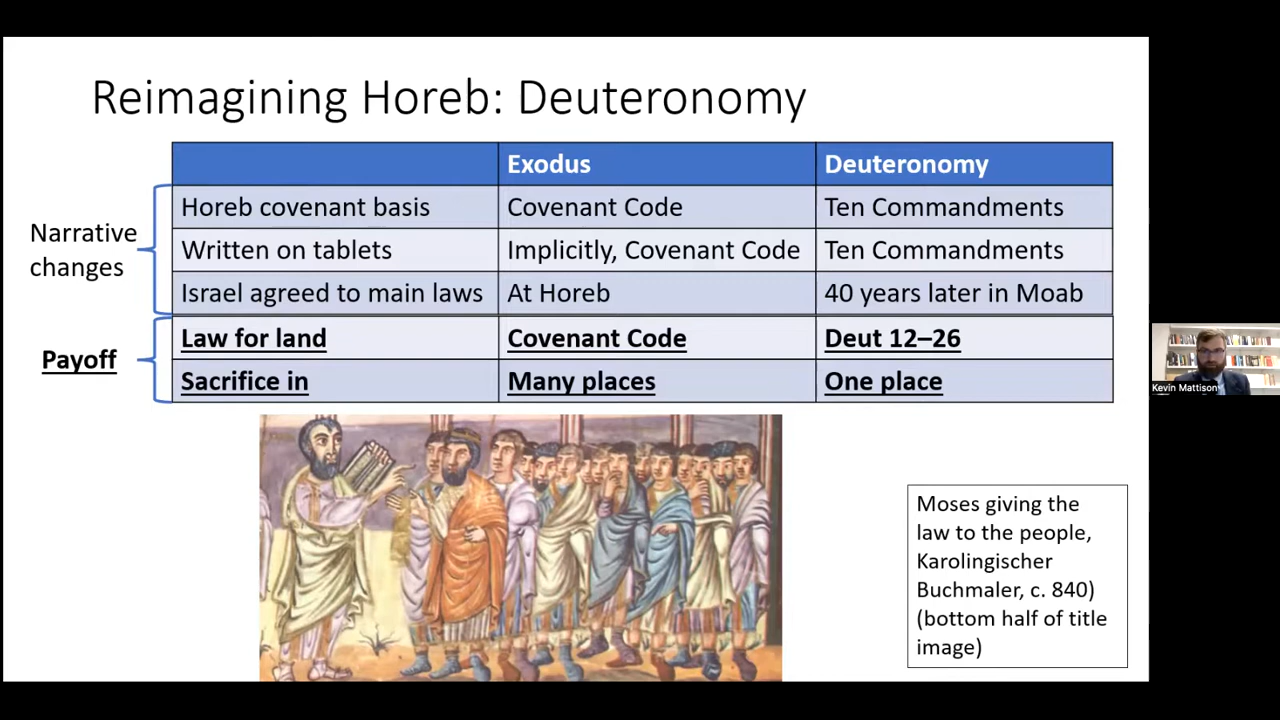 Reimagining Horeb: Deuteronomy
Exodus Deuteronomy
Narrative changes
Horeb covenant basis Covenant Code Ten Commandments
Written on tablets Implicitly, Covenant Code Ten Commandments
Israel agreed to main laws At Horeb 40 years later in Moab
Payoff
Law for land Covenant Code Deut 12–26
Sacrifice in Many places One place
Moses giving the
law to the people,
Karolingischer
Buchmaler, c. 840)
(bottom half of title
image)
Kevin Mattison